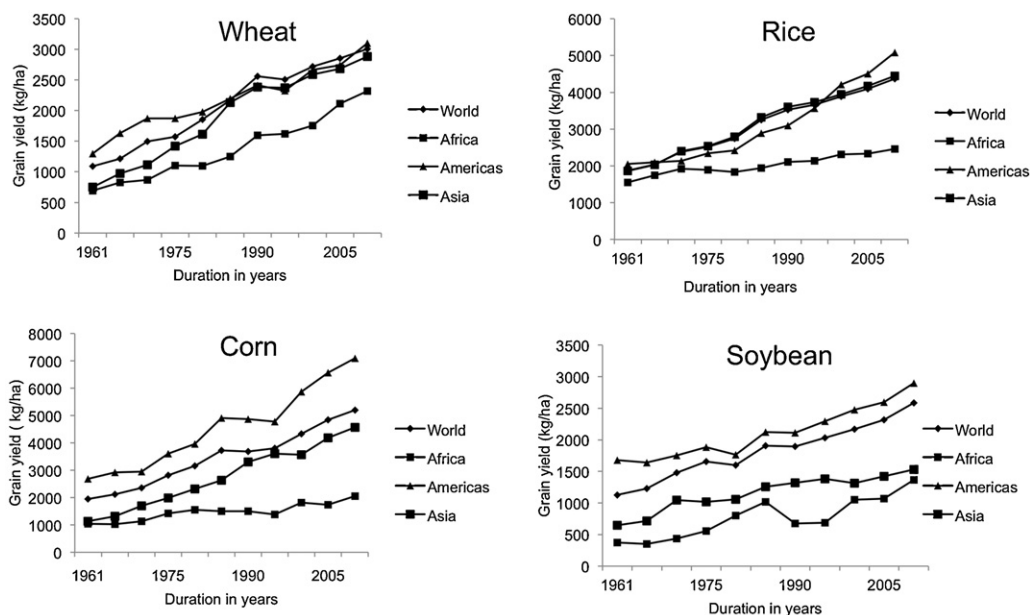 Wheat
Grain yield (kg/ha)
3500
3000
2500
2000
1500
1000
500
0
1961
1975
1990
2005
Duration in years
World
Africa
Americas
Asia
Rice
Grain yield (kg/ha)
6000
5000
4000
3000
2000
1000
0
1961
1975
1990
2005
Duration in years
World
Africa
Americas
Asia
Corn
Grain yield ( kg/ha)
8000
7000
6000
5000
4000
3000
2000
1000
0
1961
1975
1990
2005
Duration in years
World
Africa
Americas
Asia
Soybean
Grain yield (kg/ha)
3500
3000
2500
2000
1500
1000
500
0
1961
1975
1990
2005
Duration in years
World
Africa
Americas
Asia